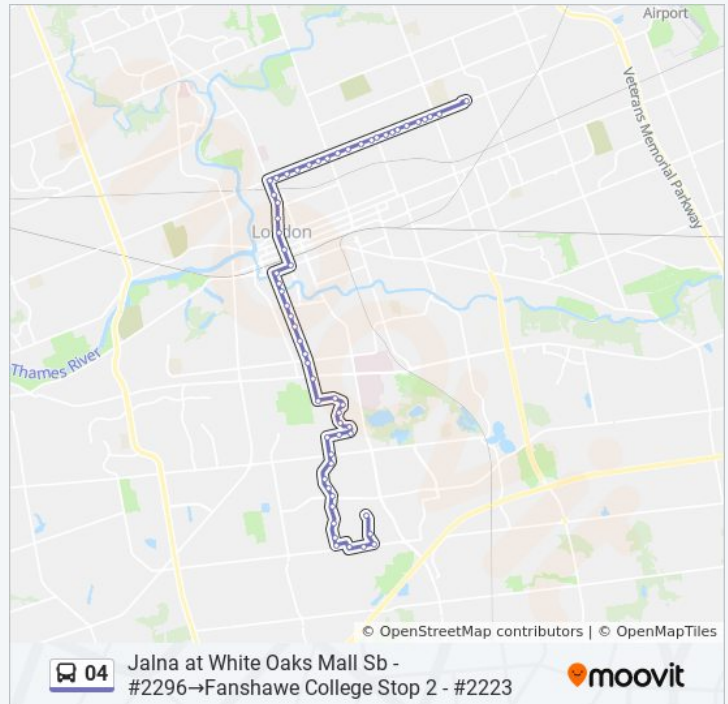 Airport
Veterans Memorial Parkway
London
Thames River
© OpenStreetMap contributors | © OpenMapTiles
04
Jalna at White Oaks Mall Sb -
#2296→Fanshawe College Stop 2 - #2223
moovit